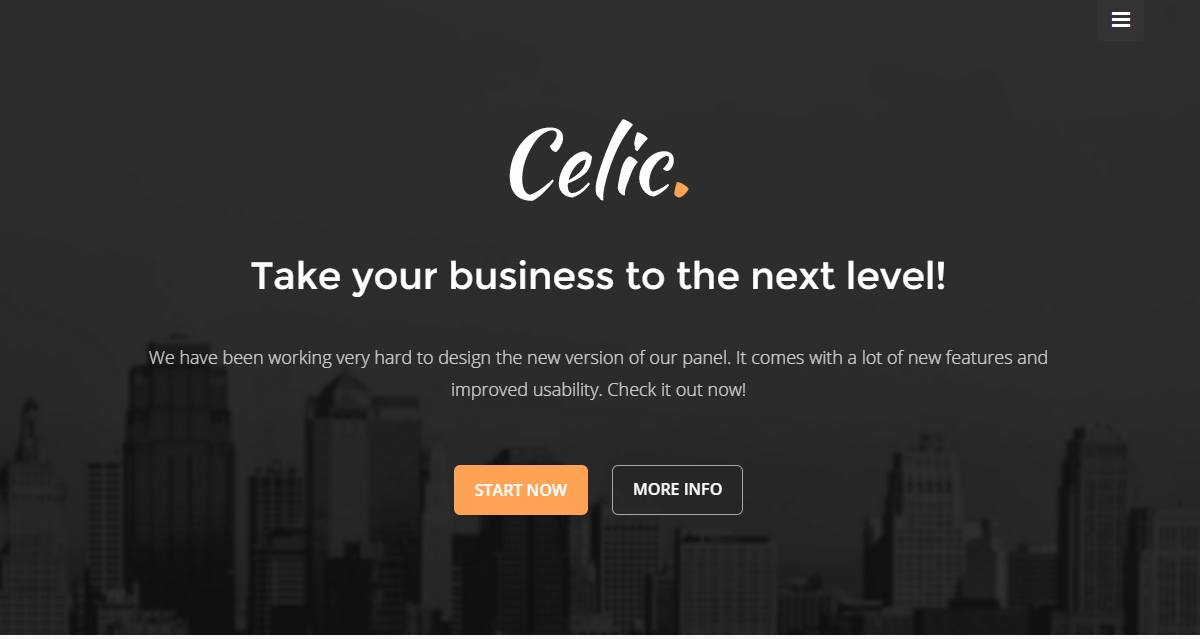 Celic.
Take your business to the next level!
We have been working very hard to design the new version of our panel. It comes with a lot of new features and
improved usability. Check it out now!
START NOW
MORE INFO